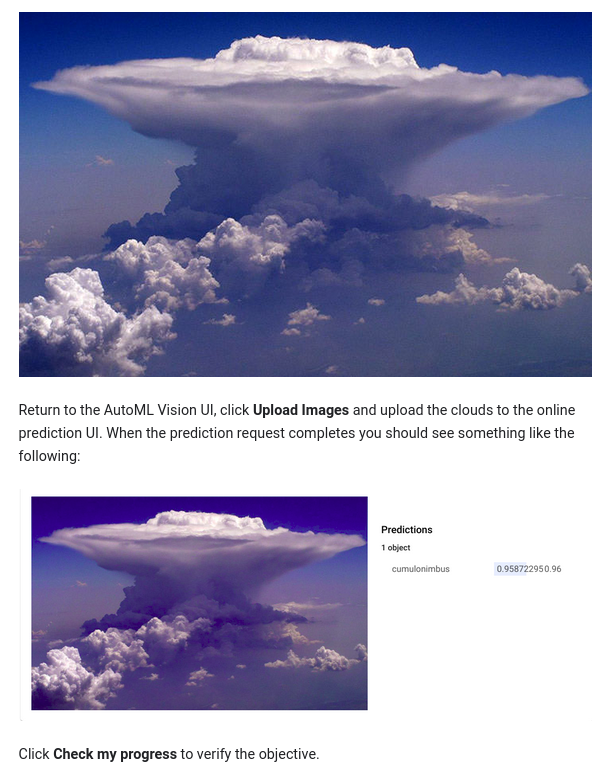 Return to the AutoML Vision UI, click Upload Images and upload the clouds to the online
prediction UI. When the prediction request completes you should see something like the
following:
Predictions
1 object
cumulonimbus 0.958722950.96
Click Check my progress to verify the objective.